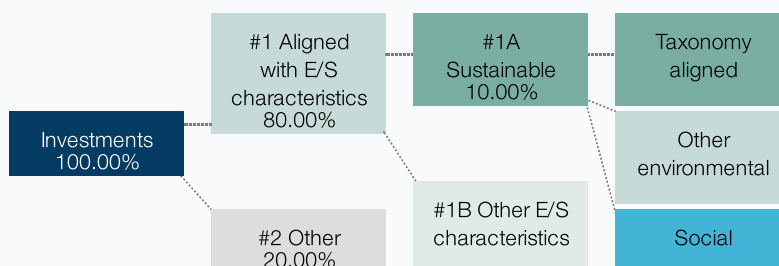 Investments
100.00%
#1 Aligned
with E/S
characteristics
80.00%
#2 Other
20.00%
#1A
Sustainable
10.00%
#1B Other E/S
characteristics
Taxonomy
aligned
Other
environmental
Social